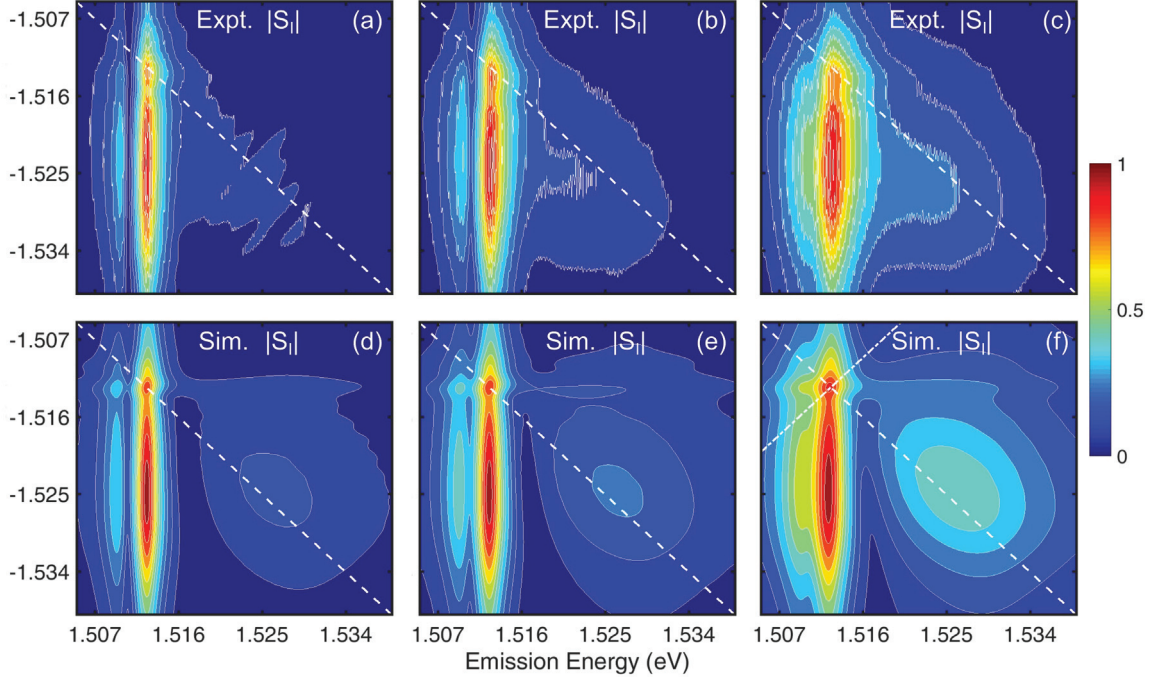 Expt. |S_I| (a)
Expt. |S_I| (b)
Expt. |S_I| (c)
-1.507
-1.516
-1.525
-1.534
Sim. |S_I| (d)
Sim. |S_I| (e)
Sim. |S_I| (f)
-1.507
-1.516
-1.525
-1.534
1
0.5
0
1.507 1.516 1.525 1.534
1.507 1.516 1.525 1.534
1.507 1.516 1.525 1.534
Emission Energy (eV)